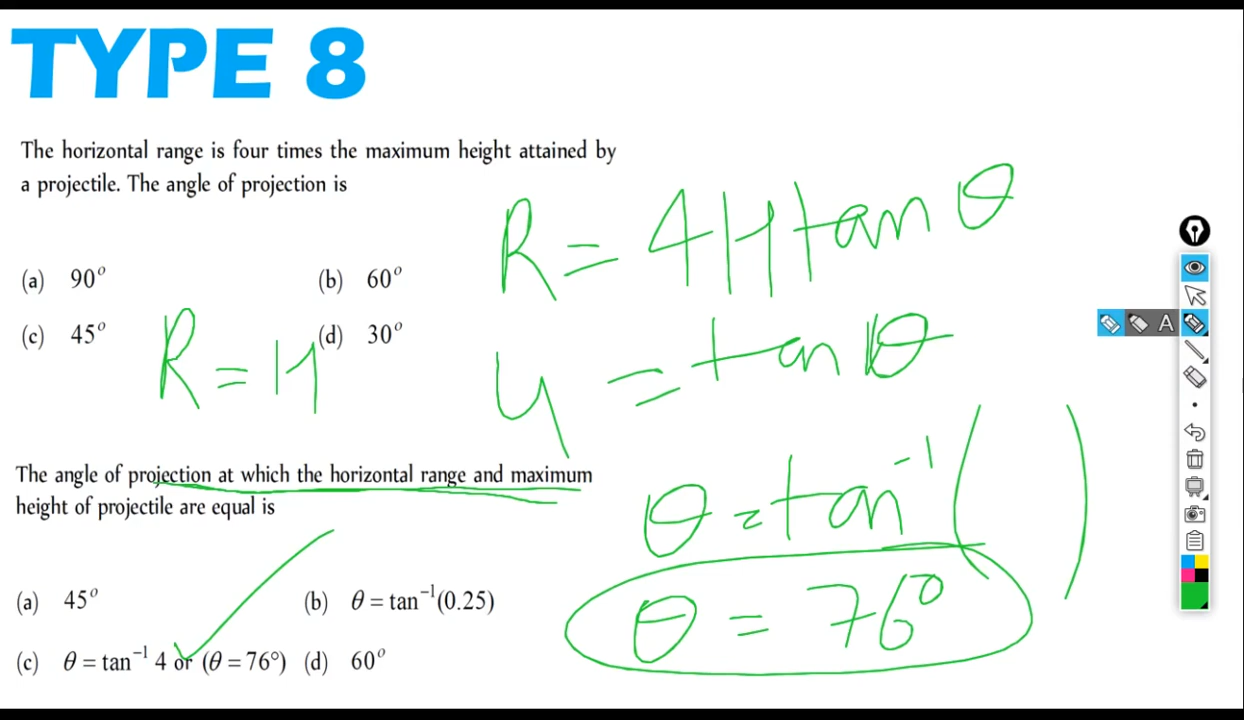 TYPE 8
The horizontal range is four times the maximum height attained by
a projectile. The angle of projection is
R = 4H tan θ
(a) 90° (b) 60°
(c) 45° (d) 30°
R = H
4 = tan θ
The angle of projection at which the horizontal range and maximum
height of projectile are equal is
θ = tan⁻¹ ( )
(a) 45° (b) θ = tan⁻¹(0.25)
θ = 76°
(c) θ = tan⁻¹ 4 or (θ = 76°) (d) 60°
A